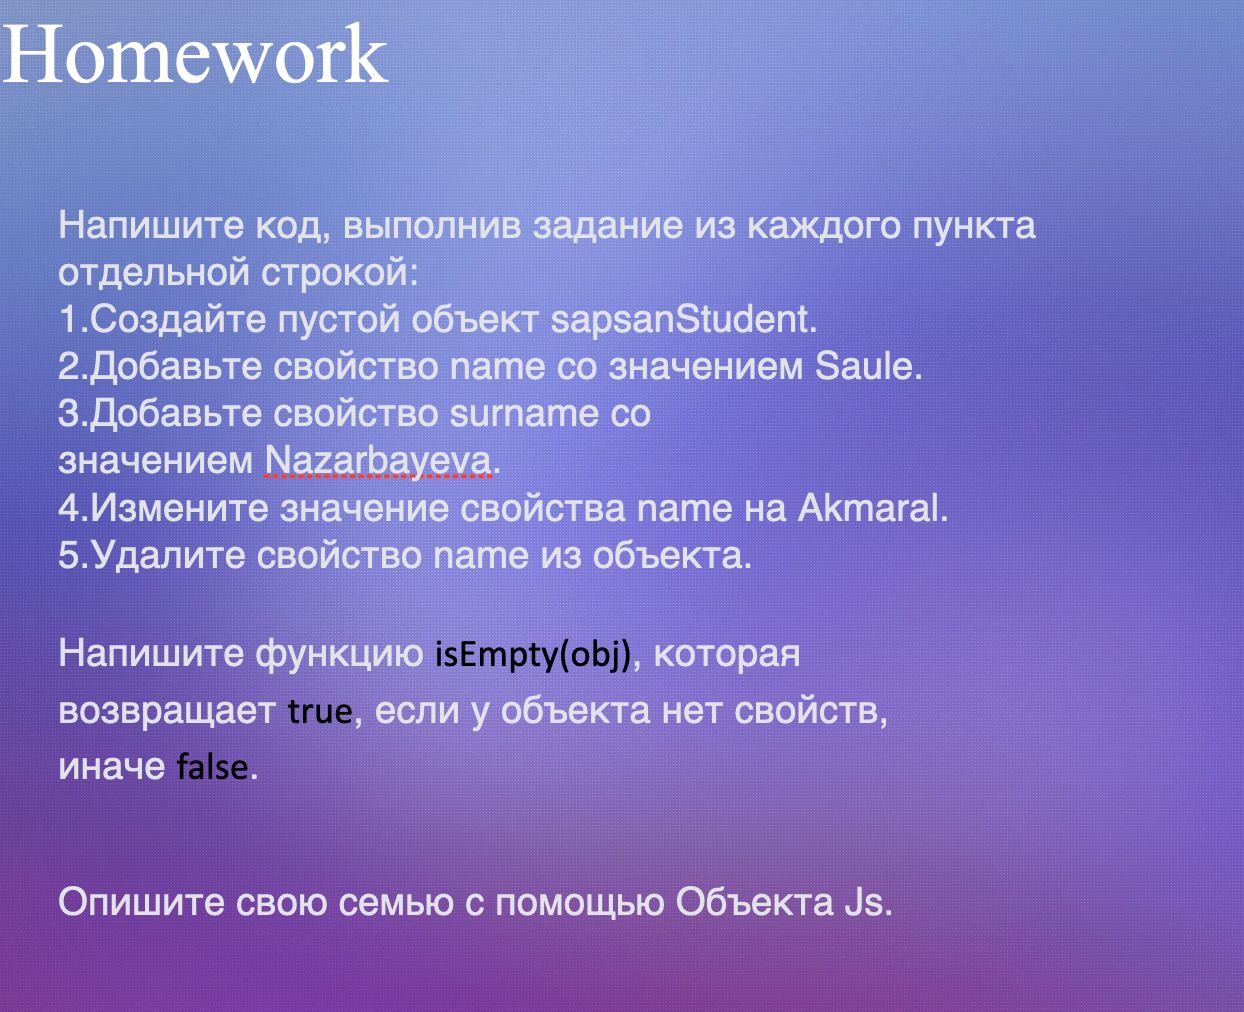 Homework
Напишите код, выполнив задание из каждого пункта
отдельной строкой:
1.Создайте пустой объект sapsanStudent.
2.Добавьте свойство name со значением Saule.
3.Добавьте свойство surname со
значением Nazarbayeva.
4.Измените значение свойства name на Akmaral.
5.Удалите свойство name из объекта.
Напишите функцию isEmpty(obj), которая
возвращает true, если у объекта нет свойств,
иначе false.
Опишите свою семью с помощью Объекта Js.